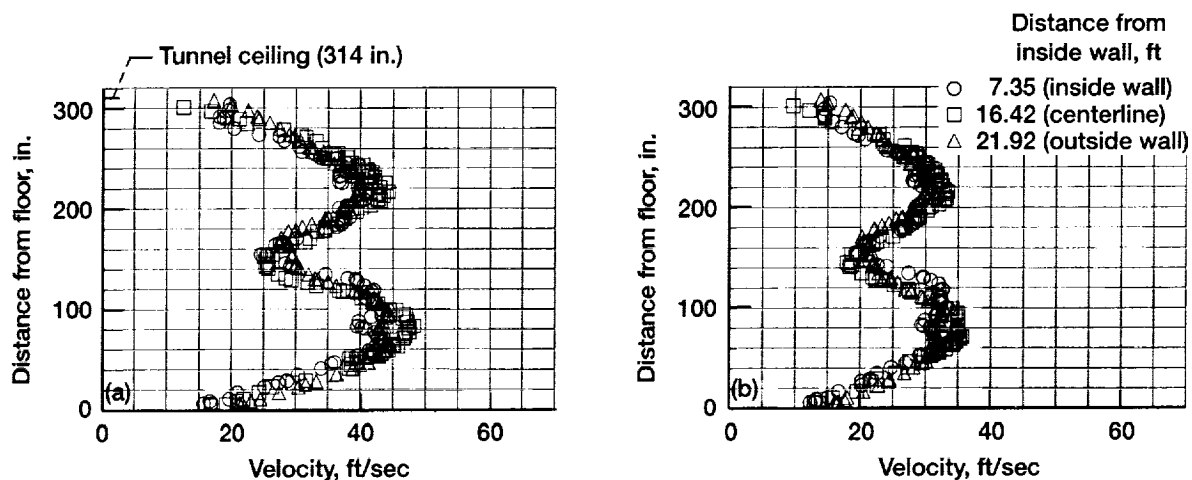 Tunnel ceiling (314 in.)
300
200
100
0
Distance from floor, in.
(a)
0 20 40 60
Velocity, ft/sec
Distance from
inside wall, ft
7.35 (inside wall)
16.42 (centerline)
21.92 (outside wall)
300
200
100
0
Distance from floor, in.
(b)
0 20 40 60
Velocity, ft/sec